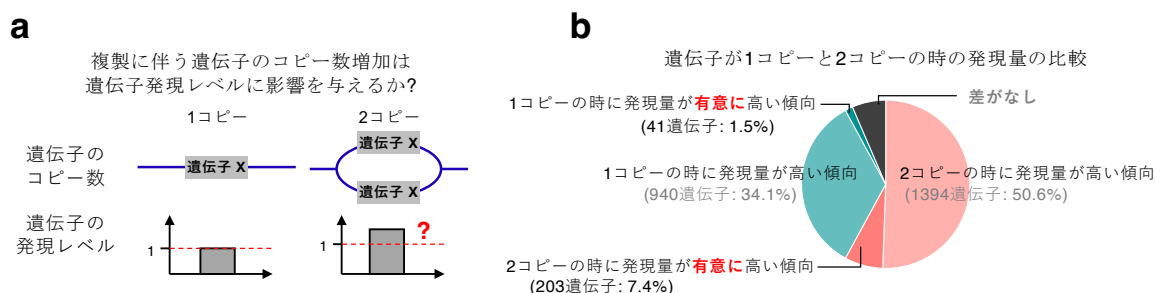 a
複製に伴う遺伝子のコピー数増加は
遺伝子発現レベルに影響を与えるか?
1コピー
2コピー
遺伝子の
コピー数
遺伝子 X
遺伝子 X
遺伝子 X
遺伝子の
発現レベル
1
1
?
b
遺伝子が1コピーと2コピーの時の発現量の比較
1コピーの時に発現量が有意に高い傾向
(41遺伝子: 1.5%)
差がなし
1コピーの時に発現量が高い傾向
(940遺伝子: 34.1%)
2コピーの時に発現量が高い傾向
(1394遺伝子: 50.6%)
2コピーの時に発現量が有意に高い傾向
(203遺伝子: 7.4%)